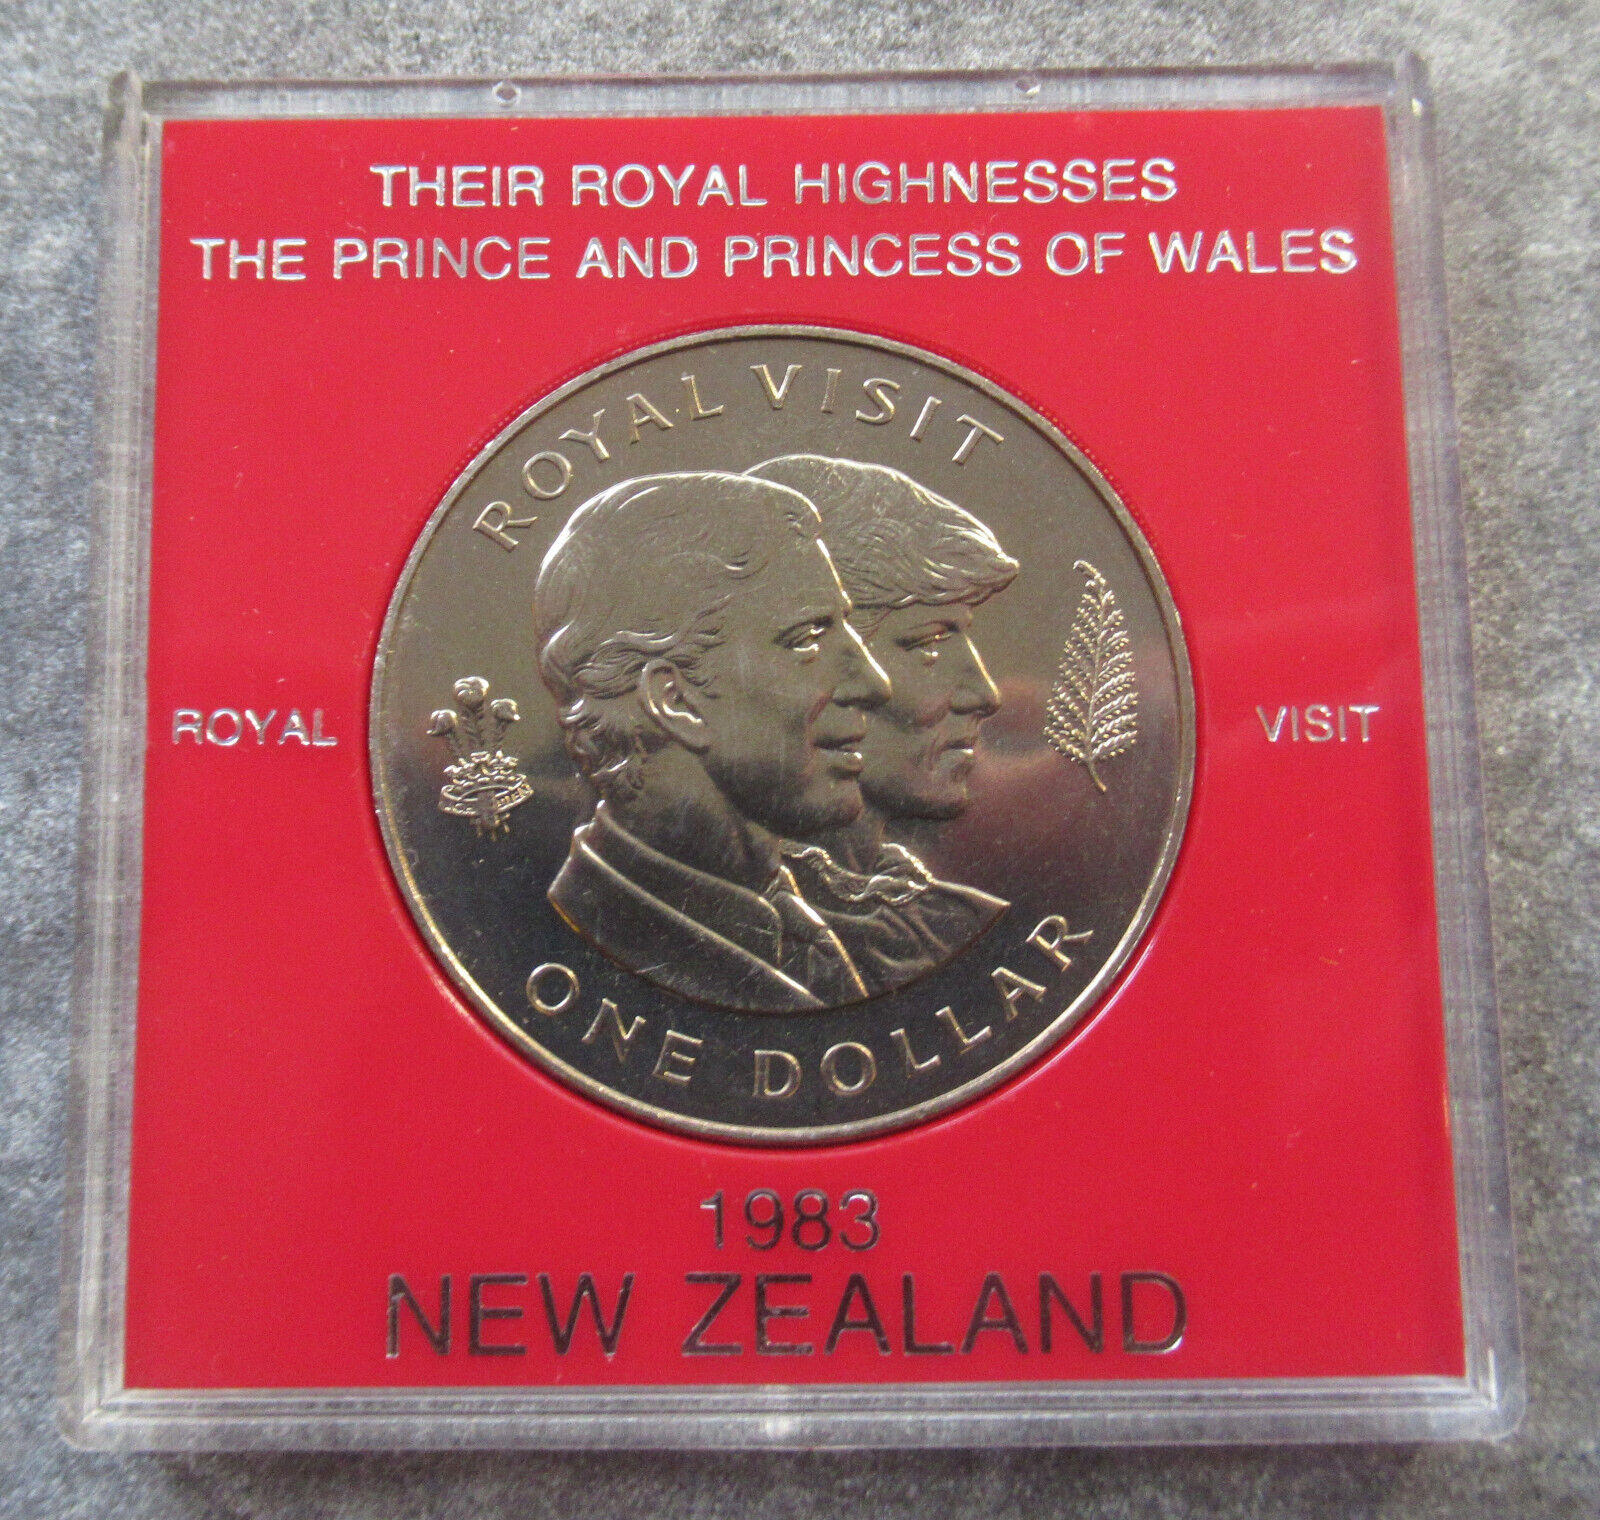 THEIR ROYAL HIGHNESSES
THE PRINCE AND PRINCESS OF WALES
ROYAL VISIT
ROYAL
VISIT
ONE DOLLAR
1983
NEW ZEALAND